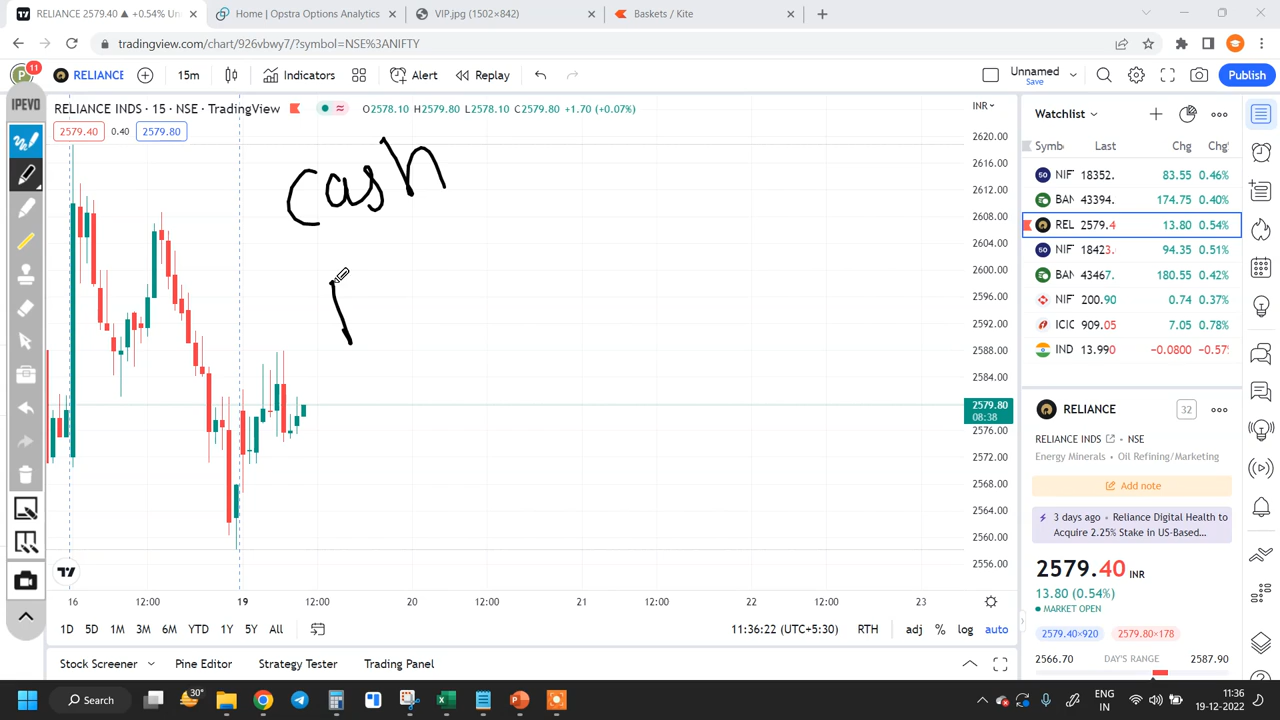 RELIANCE 2579.40 ▲ +0.54% Un
Home | Opstra Options Analytics
VIP.jpg (1502×842)
Baskets / Kite
tradingview.com/chart/926vbwy7/?symbol=NSE%3ANIFTY
P 11
RELIANCE
15m
Indicators
Alert
Replay
Unnamed
Save
Publish
IPEVO
RELIANCE INDS · 15 · NSE · TradingView
O2578.10 H2579.80 L2578.10 C2579.80 +1.70 (+0.07%)
2579.40 0.40 2579.80
cash
INR
2620.00
2616.00
2612.00
2608.00
2604.00
2600.00
2596.00
2592.00
2588.00
2584.00
2579.80
08:38
2576.00
2572.00
2568.00
2564.00
2560.00
2556.00
16 12:00 19 12:00 20 12:00 21 12:00 22 12:00 23
1D 5D 1M 3M 6M YTD 1Y 5Y All
11:36:22 (UTC+5:30) RTH adj % log auto
Stock Screener Pine Editor Strategy Tester Trading Panel
Watchlist
Symb Last Chg Chg
50 NIF 18352. 83.55 0.46%
BAN 43394. 174.75 0.40%
REL 2579.4 13.80 0.54%
50 NIF 18423. 94.35 0.51%
BAN 43467. 180.55 0.42%
NIF 200.90 0.74 0.37%
ICIC 909.05 7.05 0.78%
IND 13.990 −0.0800 −0.57
RELIANCE 32
RELIANCE INDS · NSE
Energy Minerals · Oil Refining/Marketing
Add note
3 days ago · Reliance Digital Health to
Acquire 2.25% Stake in US-Based...
2579.40 INR
13.80 (0.54%)
MARKET OPEN
2579.40×920 2579.80×178
2566.70 DAY'S RANGE 2587.90
Search
30°
ENG
IN
11:36
19-12-2022